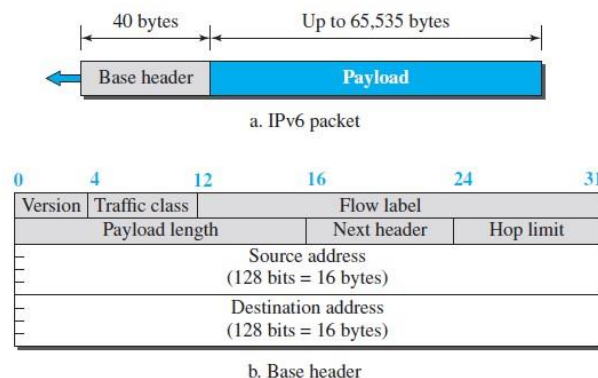 40 bytes Up to 65,535 bytes
Base header Payload
a. IPv6 packet
0 4 12 16 24 31
Version Traffic class Flow label
Payload length Next header Hop limit
Source address
(128 bits = 16 bytes)
Destination address
(128 bits = 16 bytes)
b. Base header